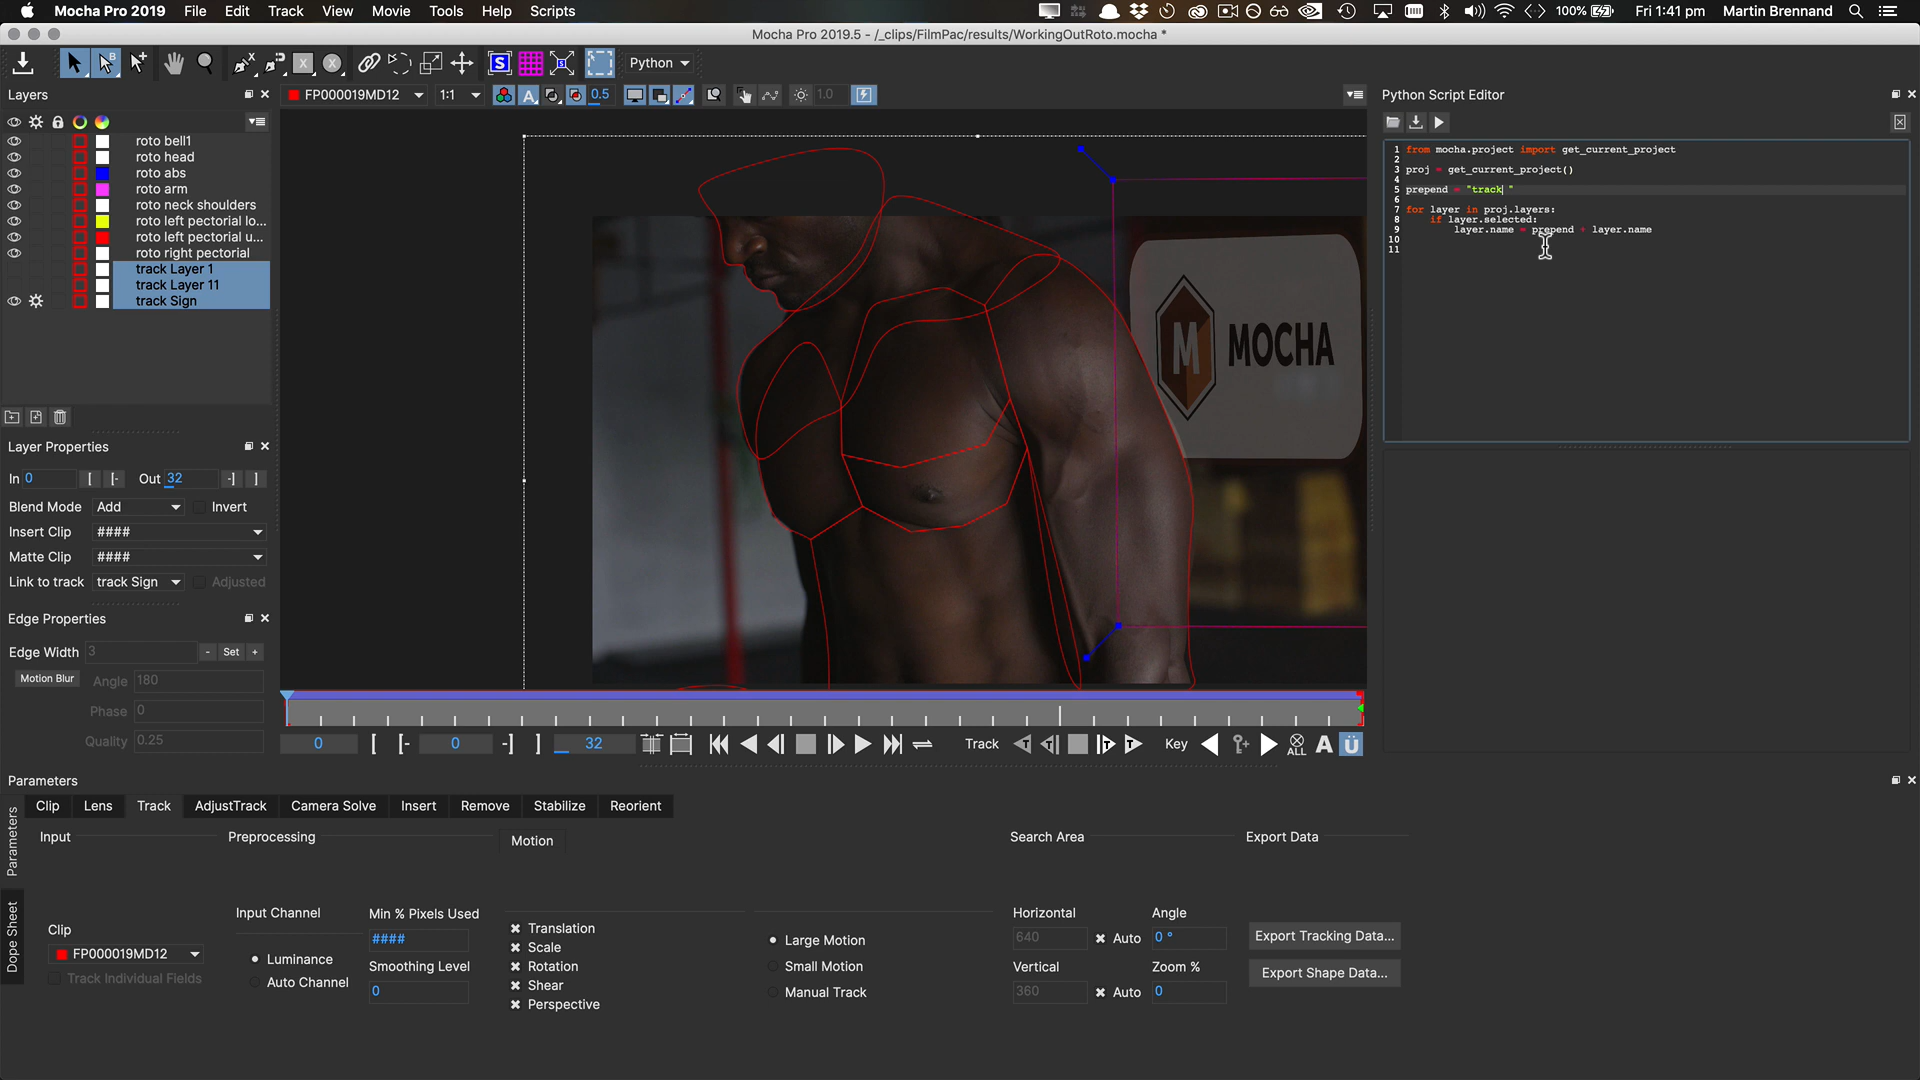 Mocha Pro 2019 File Edit Track View Movie Tools Help Scripts 100% Fri 1:41 pm Martin Brennand
Mocha Pro 2019.5 - /_clips/FilmPac/results/WorkingOutRoto.mocha *
Python
Layers
FP000019MD12 1:1 A 0.5 1.0
Python Script Editor
roto bell1
roto head
roto abs
roto arm
roto neck shoulders
roto left pectorial lo...
roto left pectorial u...
roto right pectorial
track Layer 1
track Layer 11
track Sign
1 from mocha.project import get_current_project
2
3 proj = get_current_project()
4
5 prepend = "track "
6
7 for layer in proj.layers:
8 if layer.selected:
9 layer.name = prepend + layer.name
10
11
M MOCHA
Layer Properties
In 0 [ [- Out 32 -] ]
Blend Mode Add Invert
Insert Clip ####
Matte Clip ####
Link to track track Sign Adjusted
Edge Properties
Edge Width 3 - Set +
Motion Blur Angle 180
Phase 0
Quality 0.25
0 [ [- 0 -] ] 32 Track T T T T Key ALL A Ü
Parameters
Parameters
Dope Sheet
Clip Lens Track AdjustTrack Camera Solve Insert Remove Stabilize Reorient
Input Preprocessing Motion Search Area Export Data
Clip
FP000019MD12
Track Individual Fields
Input Channel
Luminance
Auto Channel
Min % Pixels Used
####
Smoothing Level
0
Translation
Scale
Rotation
Shear
Perspective
Large Motion
Small Motion
Manual Track
Horizontal Angle
640 Auto 0 °
Vertical Zoom %
360 Auto 0
Export Tracking Data...
Export Shape Data...